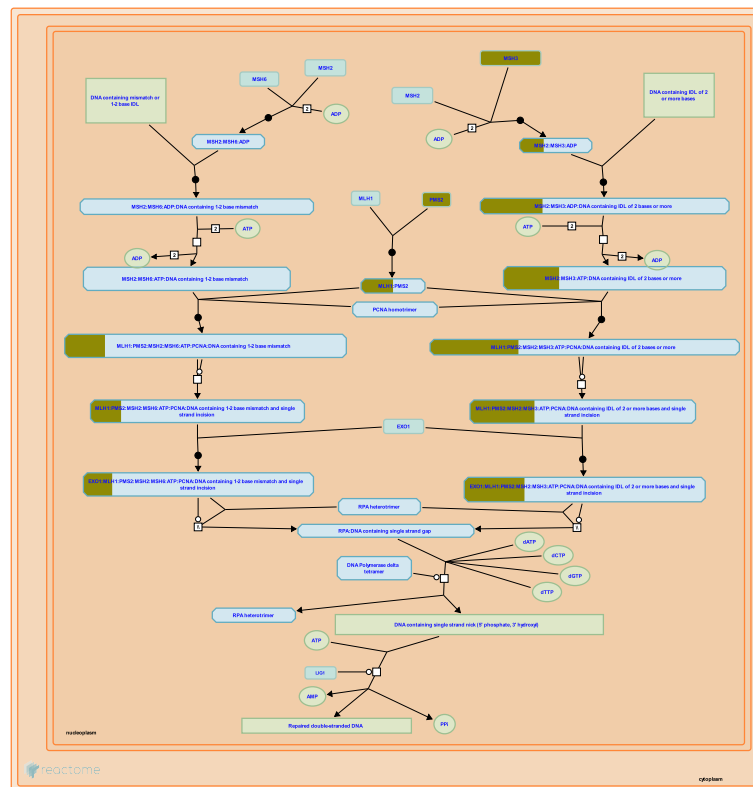 MSH3
MSH2
MSH6
DNA containing mismatch or
1-2 base IDL
MSH2
DNA containing IDL of 2
or more bases
2
ADP
2
ADP
MSH2:MSH6:ADP
MSH2:MSH3:ADP
MLH1
PMS2
MSH2:MSH6:ADP:DNA containing 1-2 base mismatch
MSH2:MSH3:ADP:DNA containing IDL of 2 bases or more
2
ATP
ATP
2
ADP
2
2
ADP
MSH2:MSH6:ATP:DNA containing 1-2 base mismatch
MLH1:PMS2
MSH2:MSH3:ATP:DNA containing IDL of 2 bases or more
PCNA homotrimer
MLH1:PMS2:MSH2:MSH6:ATP:PCNA:DNA containing 1-2 base mismatch
MLH1:PMS2:MSH2:MSH3:ATP:PCNA:DNA containing IDL of 2 bases or more
MLH1:PMS2:MSH2:MSH6:ATP:PCNA:DNA containing 1-2 base mismatch and single
strand incision
MLH1:PMS2:MSH2:MSH3:ATP:PCNA:DNA containing IDL of 2 or more bases and single
strand incision
EXO1
EXO1:MLH1:PMS2:MSH2:MSH6:ATP:PCNA:DNA containing 1-2 base mismatch and single
strand incision
EXO1:MLH1:PMS2:MSH2:MSH3:ATP:PCNA:DNA containing IDL of 2 or more bases and single
strand incision
RPA heterotrimer
RPA:DNA containing single strand gap
dATP
dCTP
dGTP
dTTP
DNA Polymerase delta
tetramer
RPA heterotrimer
DNA containing single strand nick (5' phosphate, 3' hydroxyl)
ATP
LIG1
AMP
PPi
Repaired double-stranded DNA
nucleoplasm
reactome
cytoplasm